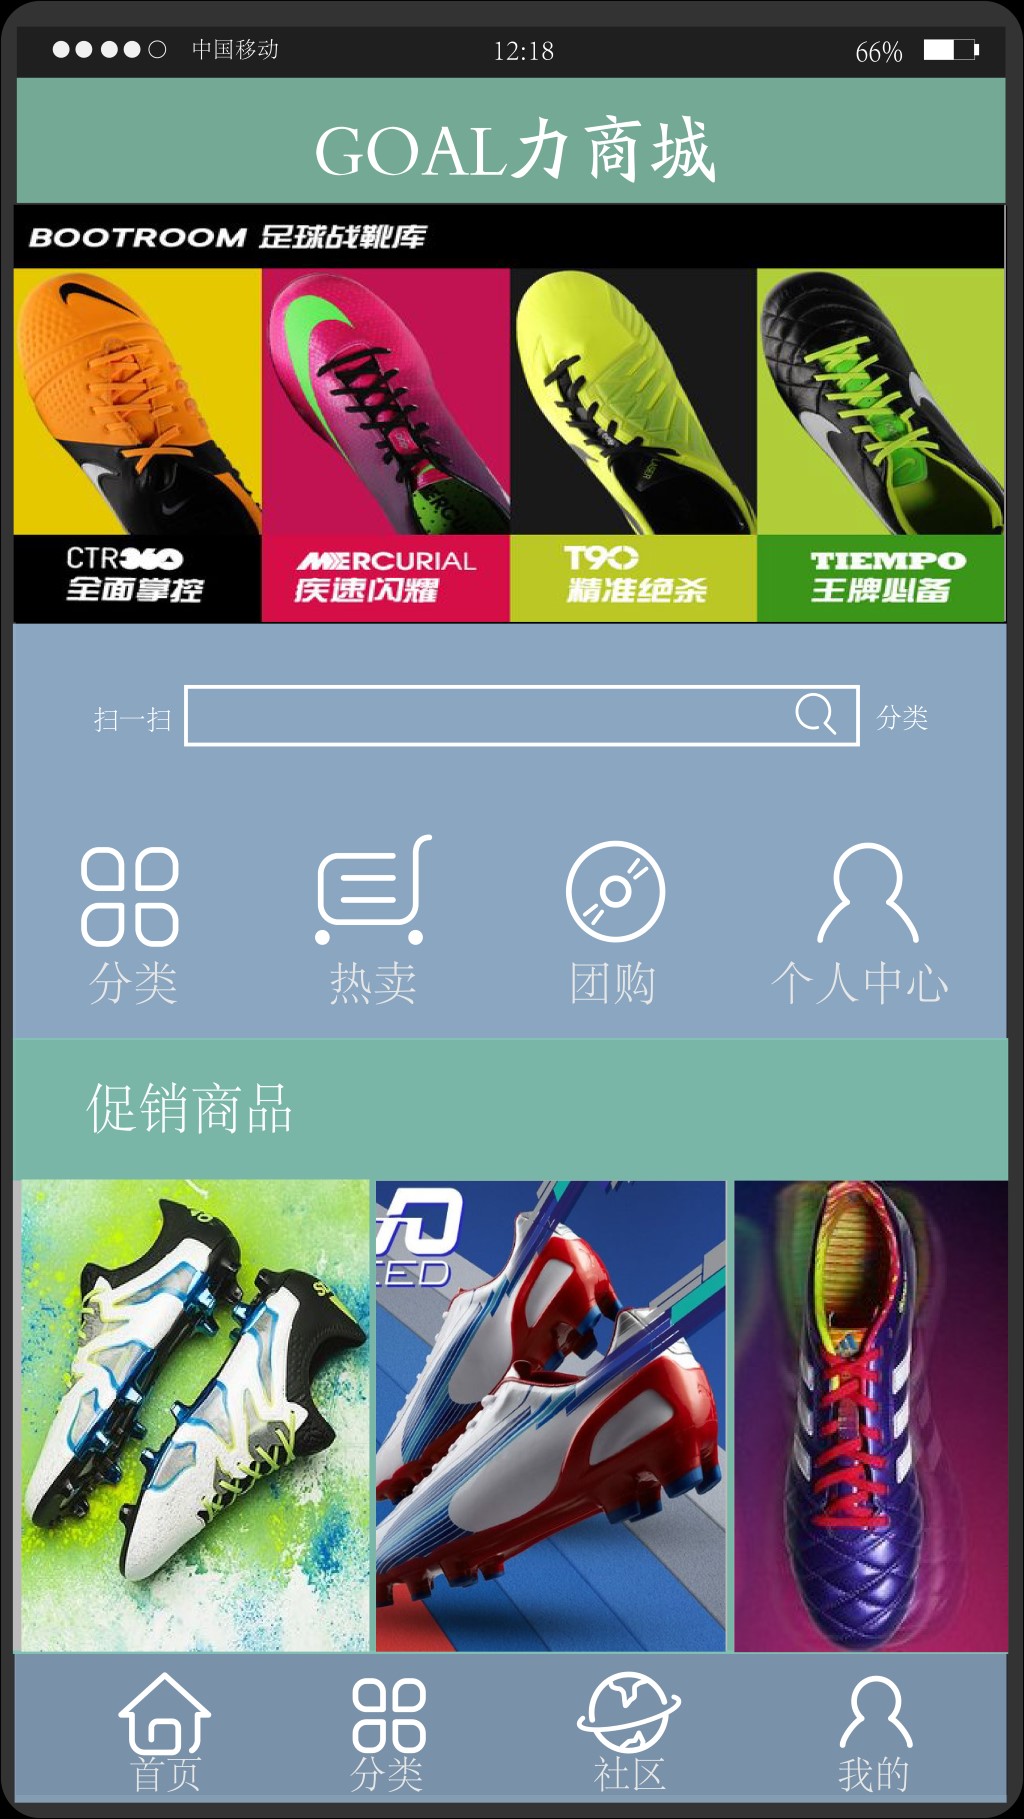 中国移动 12:18 66%
GOAL力商城
BOOTROOM 足球战靴库
CTR360 MERCURIAL T90 TIEMPO
全面掌控 疾速闪耀 精准绝杀 王牌必备
扫一扫 分类
分类 热卖 团购 个人中心
促销商品
首页 分类 社区 我的